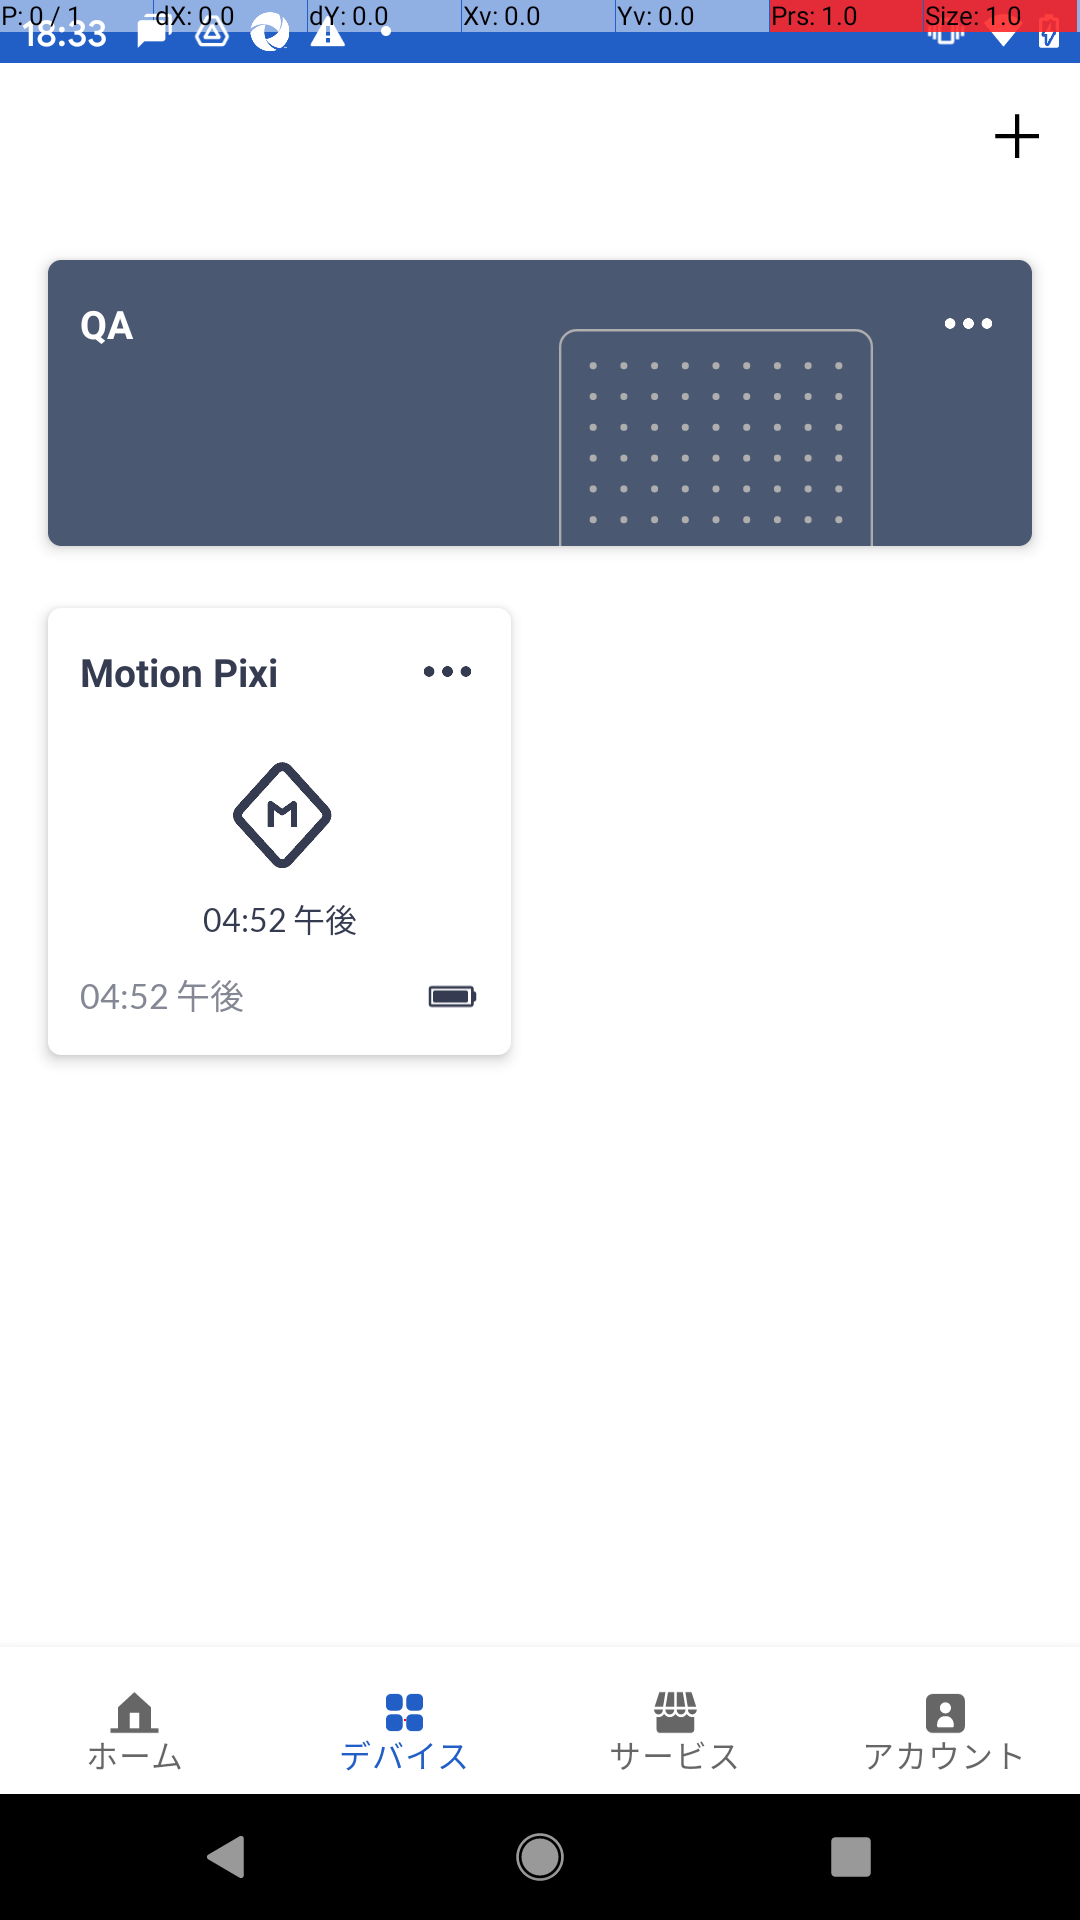 P: 0 / 1 dX: 0.0 dY: 0.0 Xv: 0.0 Yv: 0.0 Prs: 1.0 Size: 1.0
18:33
QA
Motion Pixi
M
04:52 午後
04:52 午後
ホーム デバイス サービス アカウント